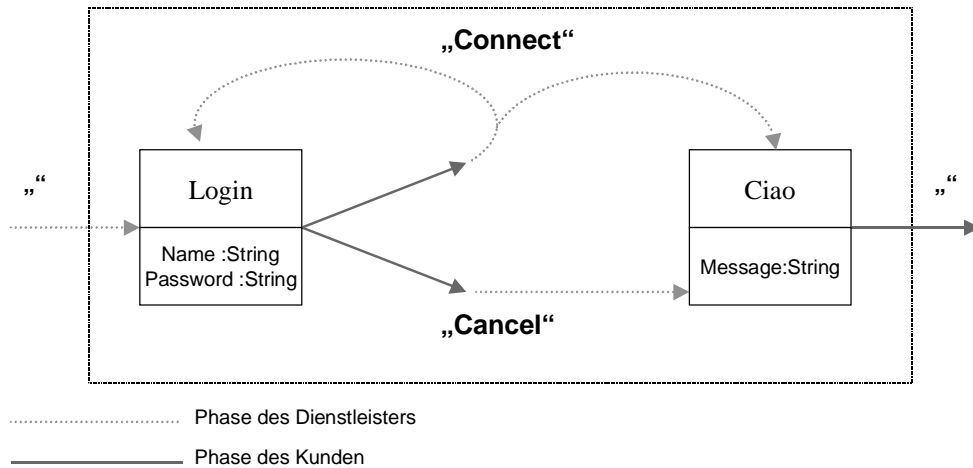 „Connect“
„“
Login
Name :String
Password :String
Ciao
Message:String
„“
„Cancel“
Phase des Dienstleisters
Phase des Kunden